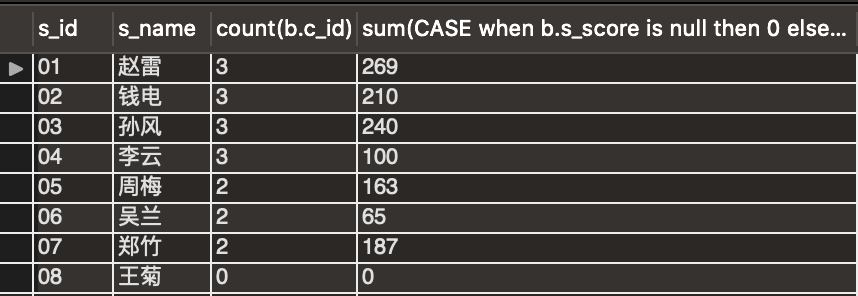 s_id s_name count(b.c_id) sum(CASE when b.s_score is null then 0 else...
01 赵雷 3 269
02 钱电 3 210
03 孙风 3 240
04 李云 3 100
05 周梅 2 163
06 吴兰 2 65
07 郑竹 2 187
08 王菊 0 0